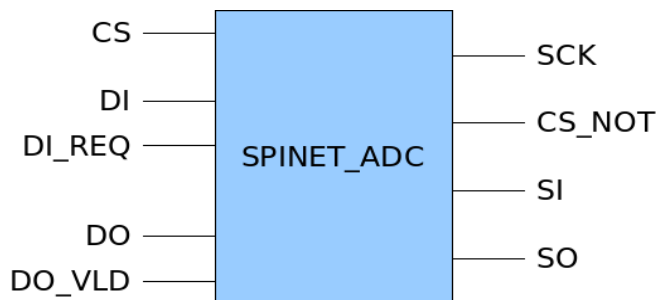 CS
DI
DI_REQ
DO
DO_VLD
SPINET_ADC
SCK
CS_NOT
SI
SO